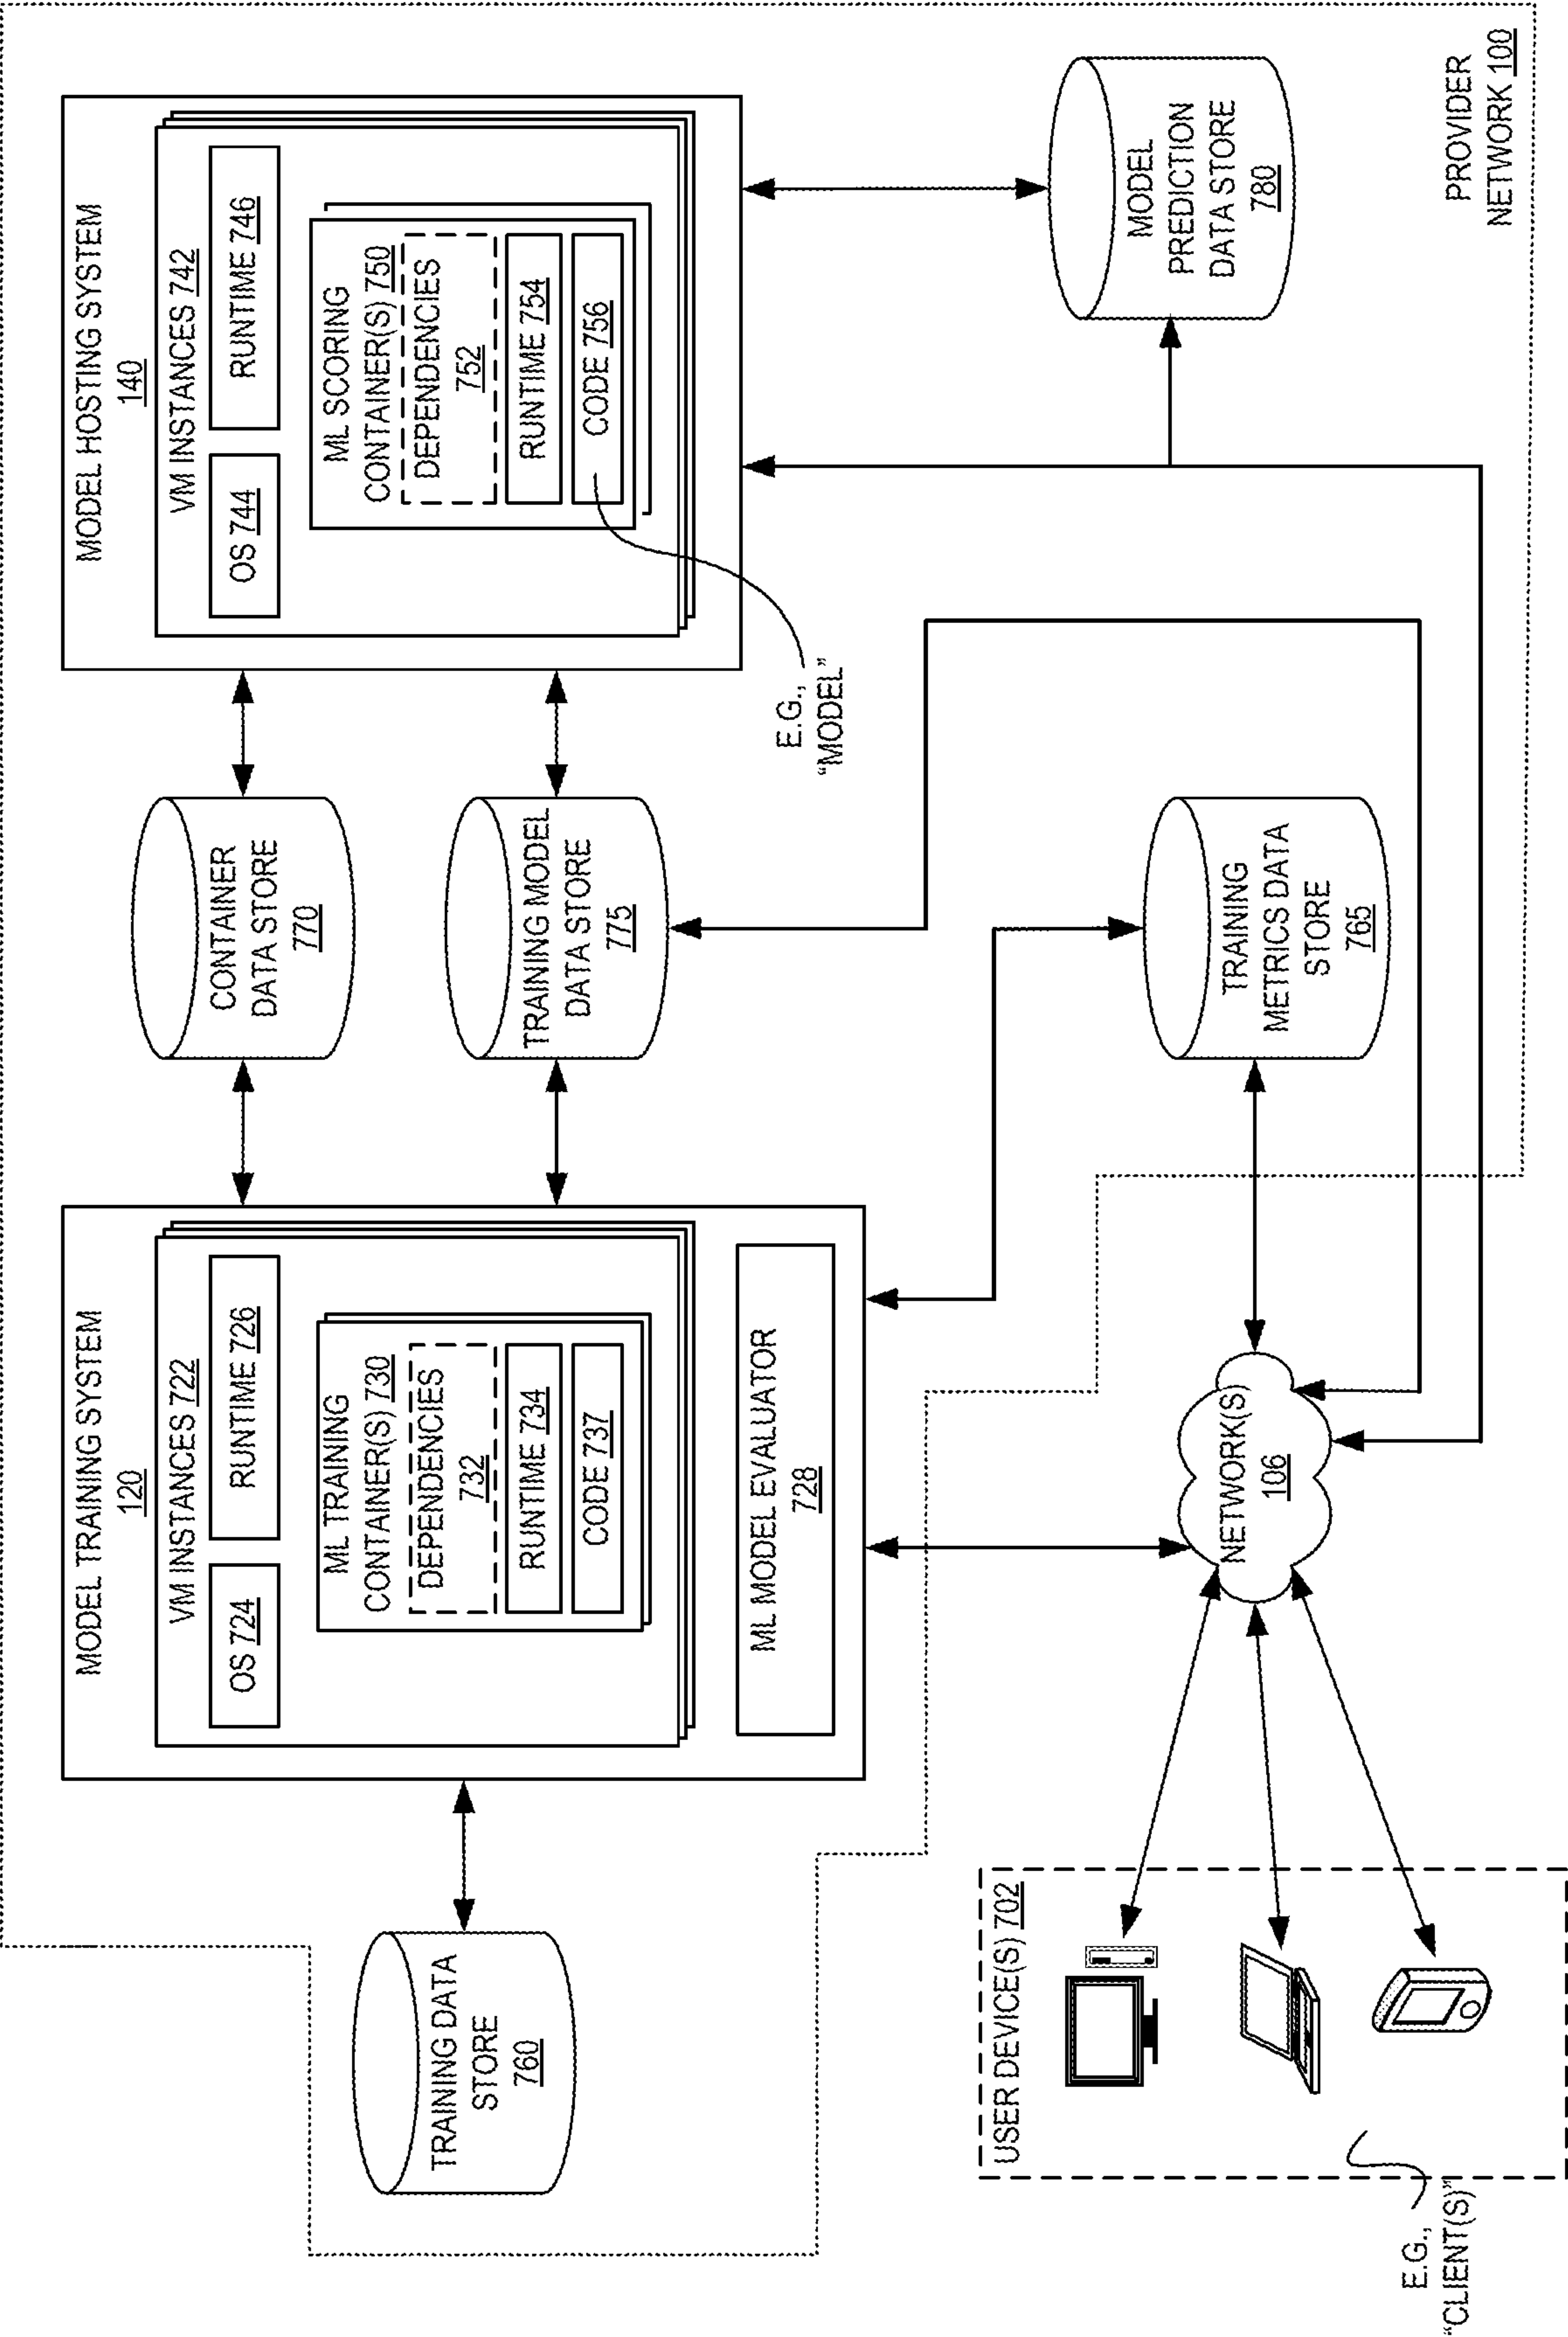 MODEL TRAINING SYSTEM
120
VM INSTANCES 722
OS 724
RUNTIME 726
ML TRAINING
CONTAINER(S) 730
DEPENDENCIES
732
RUNTIME 734
CODE 737
ML MODEL EVALUATOR
728
TRAINING DATA
STORE
760
CONTAINER
DATA STORE
770
TRAINING MODEL
DATA STORE
775
MODEL HOSTING SYSTEM
140
VM INSTANCES 742
OS 744
RUNTIME 746
ML SCORING
CONTAINER(S) 750
DEPENDENCIES
752
RUNTIME 754
CODE 756
E.G.,
“MODEL”
USER DEVICE(S) 702
E.G.,
“CLIENT(S)”
NETWORK(S)
106
TRAINING
METRICS DATA
STORE
765
MODEL
PREDICTION
DATA STORE
780
PROVIDER
NETWORK 100